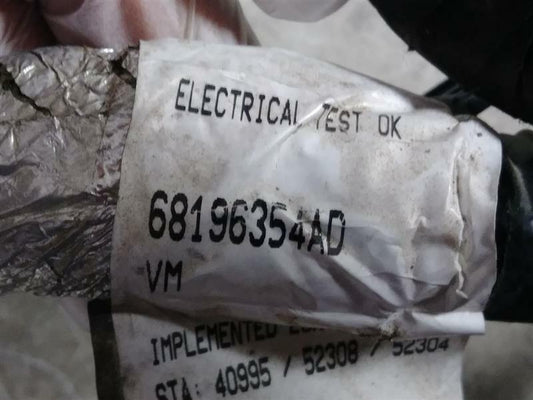 ELECTRICAL TEST OK
68196354AD
VM
IMPLEMENTED
STA: 40995 / 52308 / 52304